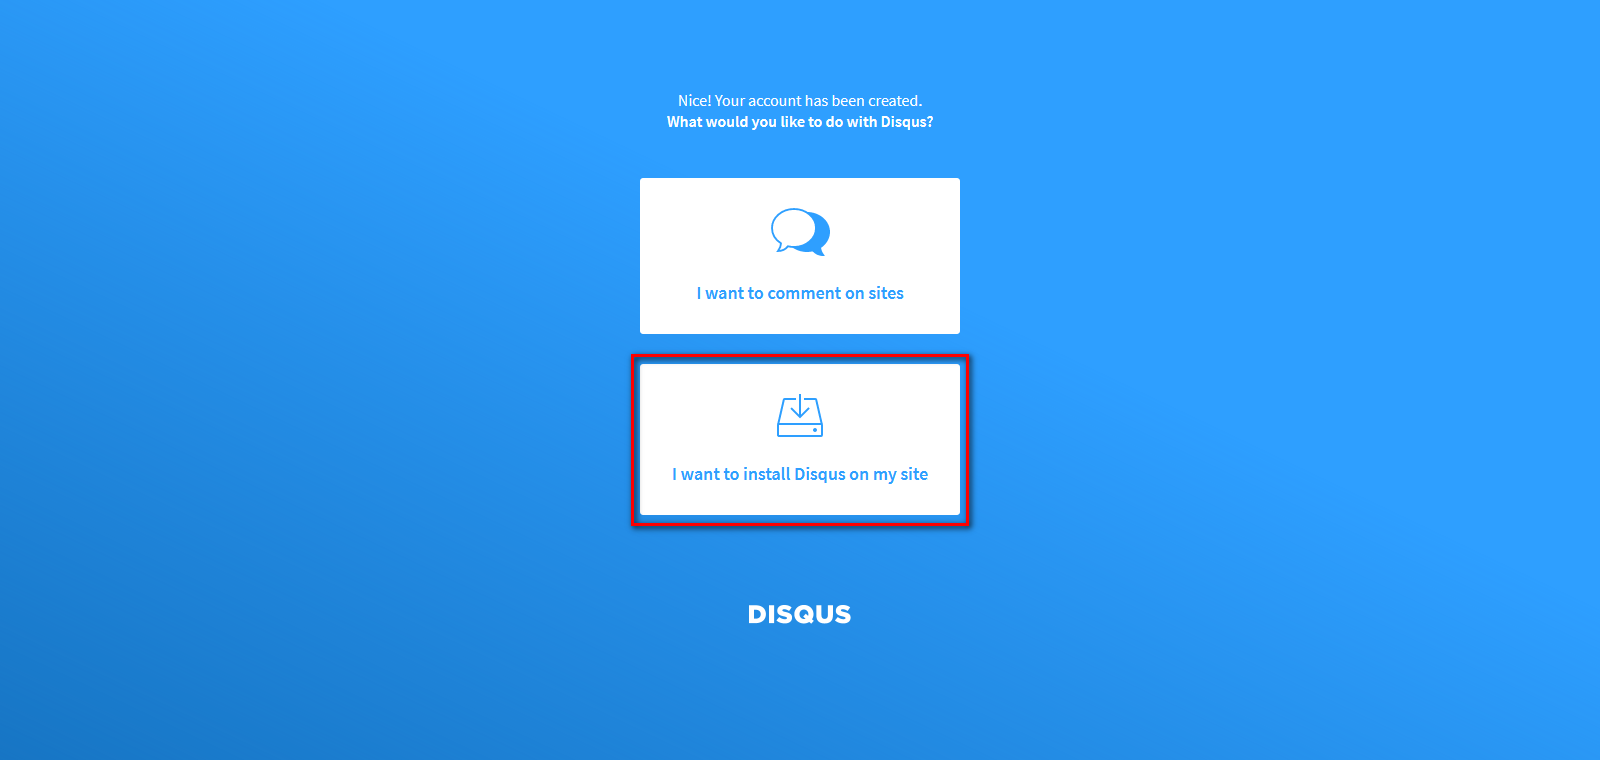 Nice! Your account has been created.
What would you like to do with Disqus?
I want to comment on sites
I want to install Disqus on my site
DISQUS